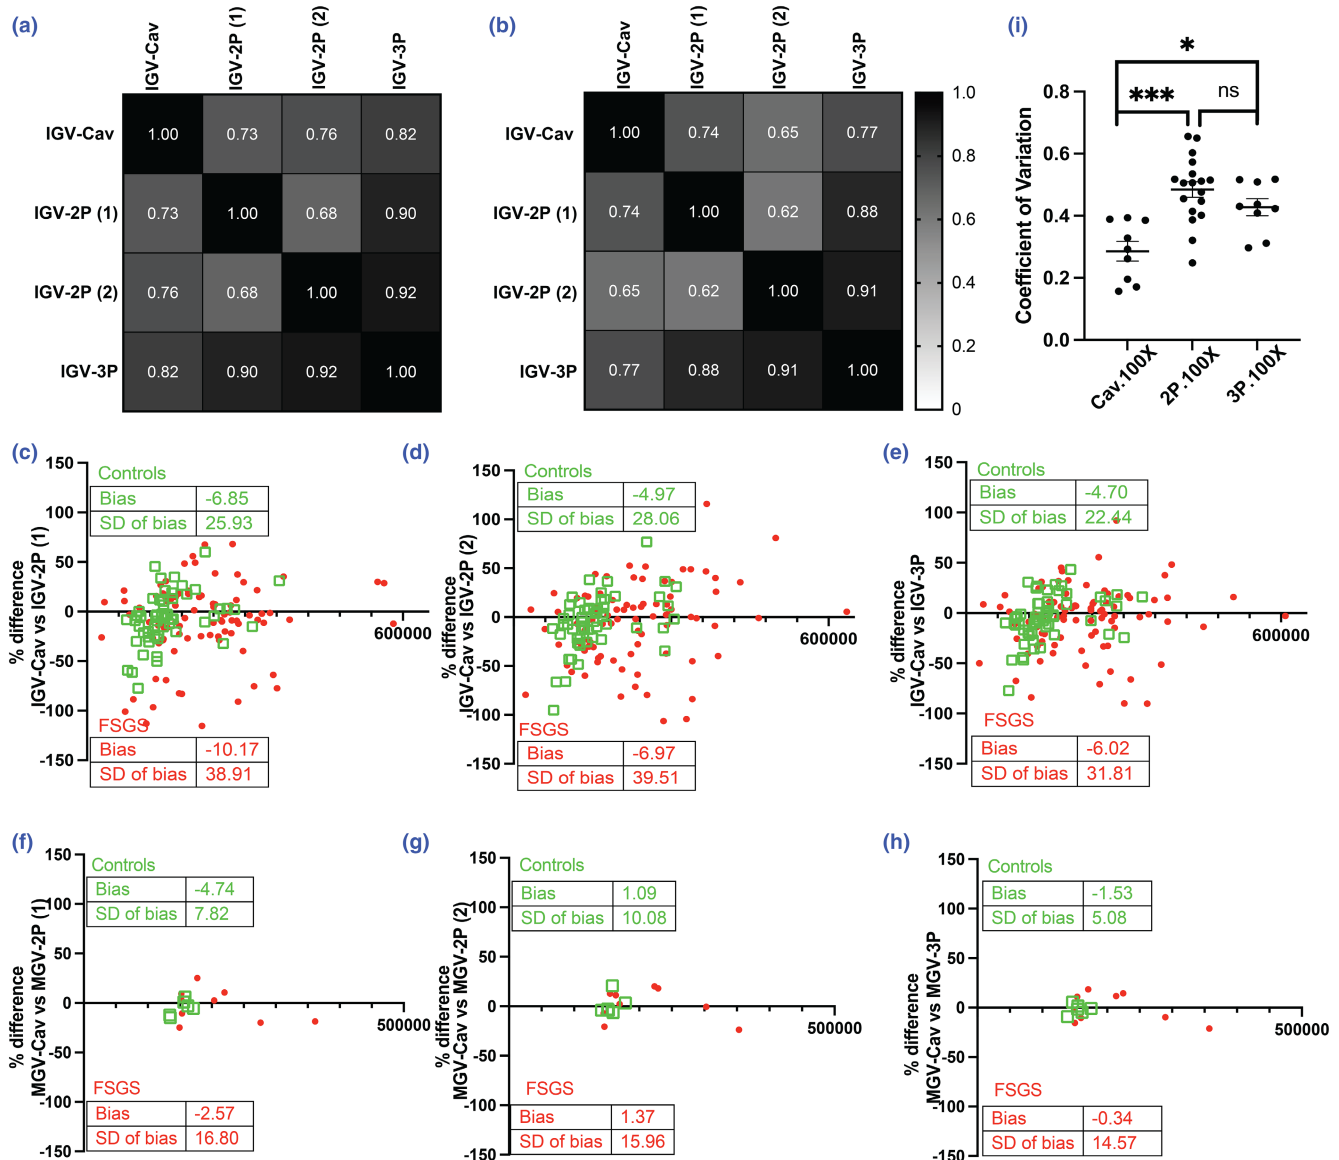 (a)
IGV-Cav
IGV-2P (1)
IGV-2P (2)
IGV-3P
IGV-Cav 1.00 0.73 0.76 0.82
IGV-2P (1) 0.73 1.00 0.68 0.90
IGV-2P (2) 0.76 0.68 1.00 0.92
IGV-3P 0.82 0.90 0.92 1.00
(b)
IGV-Cav
IGV-2P (1)
IGV-2P (2)
IGV-3P
IGV-Cav 1.00 0.74 0.65 0.77
IGV-2P (1) 0.74 1.00 0.62 0.88
IGV-2P (2) 0.65 0.62 1.00 0.91
IGV-3P 0.77 0.88 0.91 1.00
1.0
0.8
0.6
0.4
0.2
0
(i)
*
*** ns
Coefficient of Variation
0.8
0.6
0.4
0.2
0.0
Cav.100X
2P.100X
3P.100X
(c)
% difference
IGV-Cav vs IGV-2P (1)
150
100
50
0
-50
-100
-150
Controls
Bias -6.85
SD of bias 25.93
600000
FSGS
Bias -10.17
SD of bias 38.91
(d)
% difference
IGV-Cav vs IGV-2P (2)
150
100
50
0
-50
-100
-150
Controls
Bias -4.97
SD of bias 28.06
600000
FSGS
Bias -6.97
SD of bias 39.51
(e)
% difference
IGV-Cav vs IGV-3P
150
100
50
0
-50
-100
-150
Controls
Bias -4.70
SD of bias 22.44
600000
FSGS
Bias -6.02
SD of bias 31.81
(f)
% difference
MGV-Cav vs MGV-2P (1)
150
100
50
0
-50
-100
-150
Controls
Bias -4.74
SD of bias 7.82
500000
FSGS
Bias -2.57
SD of bias 16.80
(g)
% difference
MGV-Cav vs MGV-2P (2)
150
100
50
0
-50
-100
-150
Controls
Bias 1.09
SD of bias 10.08
500000
FSGS
Bias 1.37
SD of bias 15.96
(h)
% difference
MGV-Cav vs MGV-3P
150
100
50
0
-50
-100
-150
Controls
Bias -1.53
SD of bias 5.08
500000
FSGS
Bias -0.34
SD of bias 14.57